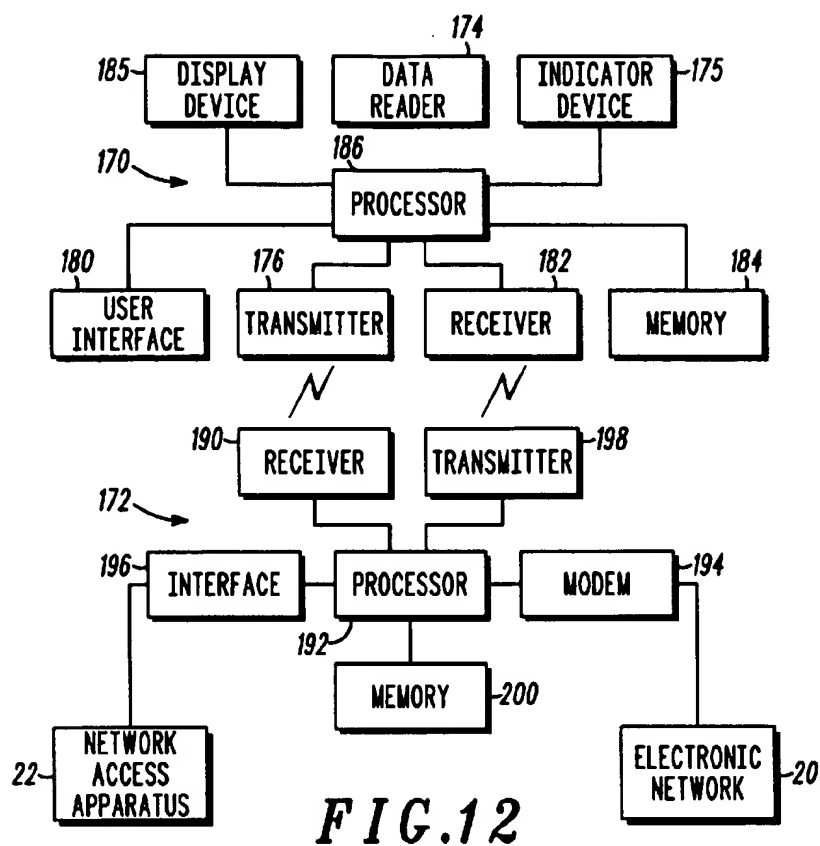 174
185
DISPLAY
DEVICE
DATA
READER
INDICATOR
DEVICE
175
170
186
PROCESSOR
180
USER
INTERFACE
176
TRANSMITTER
182
RECEIVER
184
MEMORY
190
RECEIVER
TRANSMITTER
198
172
196
INTERFACE
PROCESSOR
192
MODEM
194
MEMORY
200
22
NETWORK
ACCESS
APPARATUS
ELECTRONIC
NETWORK
20
FIG.12